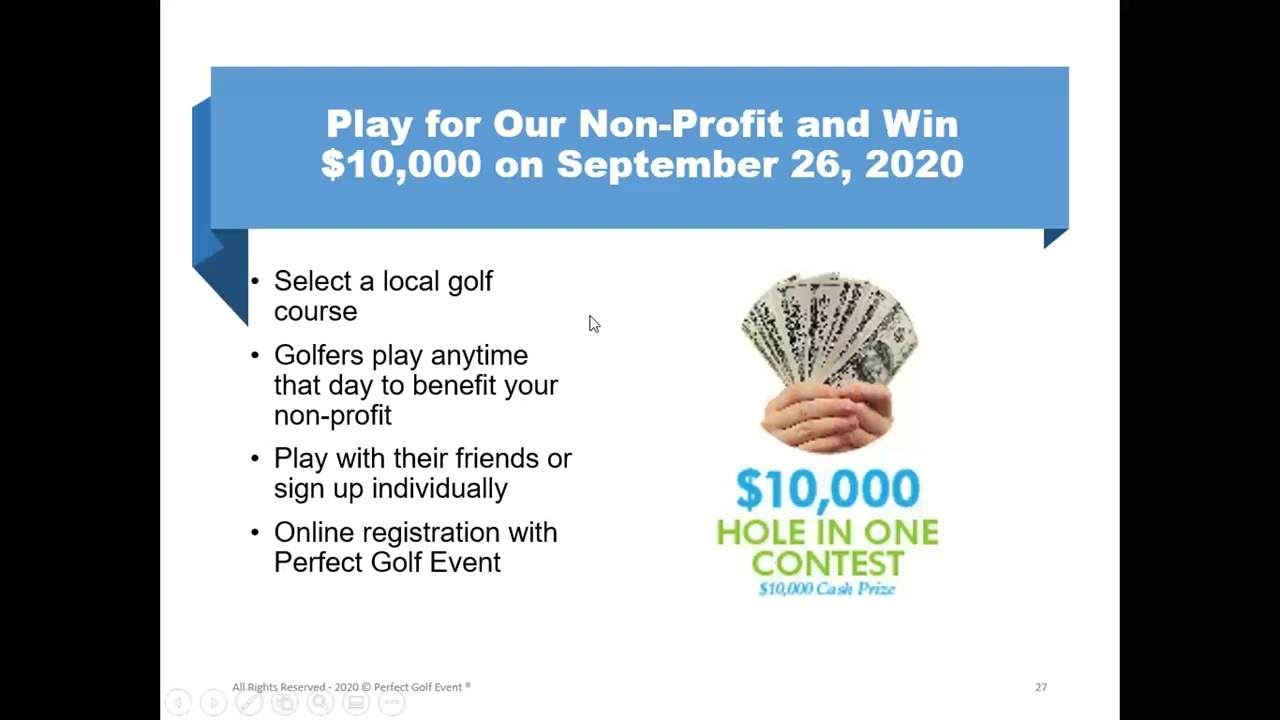 Play for Our Non-Profit and Win
$10,000 on September 26, 2020
• Select a local golf
course
• Golfers play anytime
that day to benefit your
non-profit
• Play with their friends or
sign up individually
• Online registration with
Perfect Golf Event
$10,000
HOLE IN ONE
CONTEST
$10,000 Cash Prize
All Rights Reserved - 2020 © Perfect Golf Event ®
27